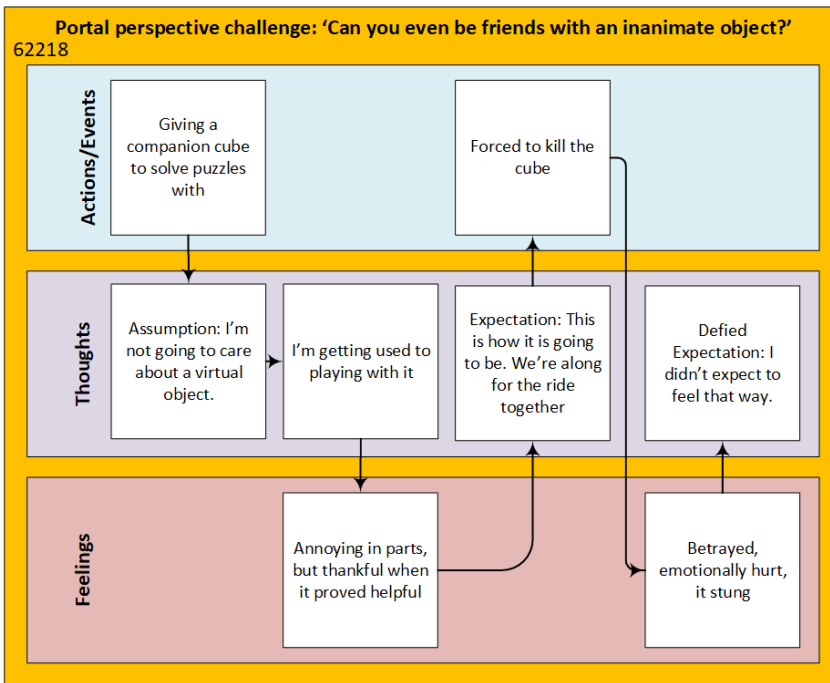 Portal perspective challenge: ‘Can you even be friends with an inanimate object?’
62218
Actions/Events
Giving a
companion cube
to solve puzzles
with
Forced to kill the
cube
Thoughts
Assumption: I’m
not going to care
about a virtual
object.
I’m getting used to
playing with it
Expectation: This
is how it is going
to be. We’re along
for the ride
together
Defied
Expectation: I
didn’t expect to
feel that way.
Feelings
Annoying in parts,
but thankful when
it proved helpful
Betrayed,
emotionally hurt,
it stung